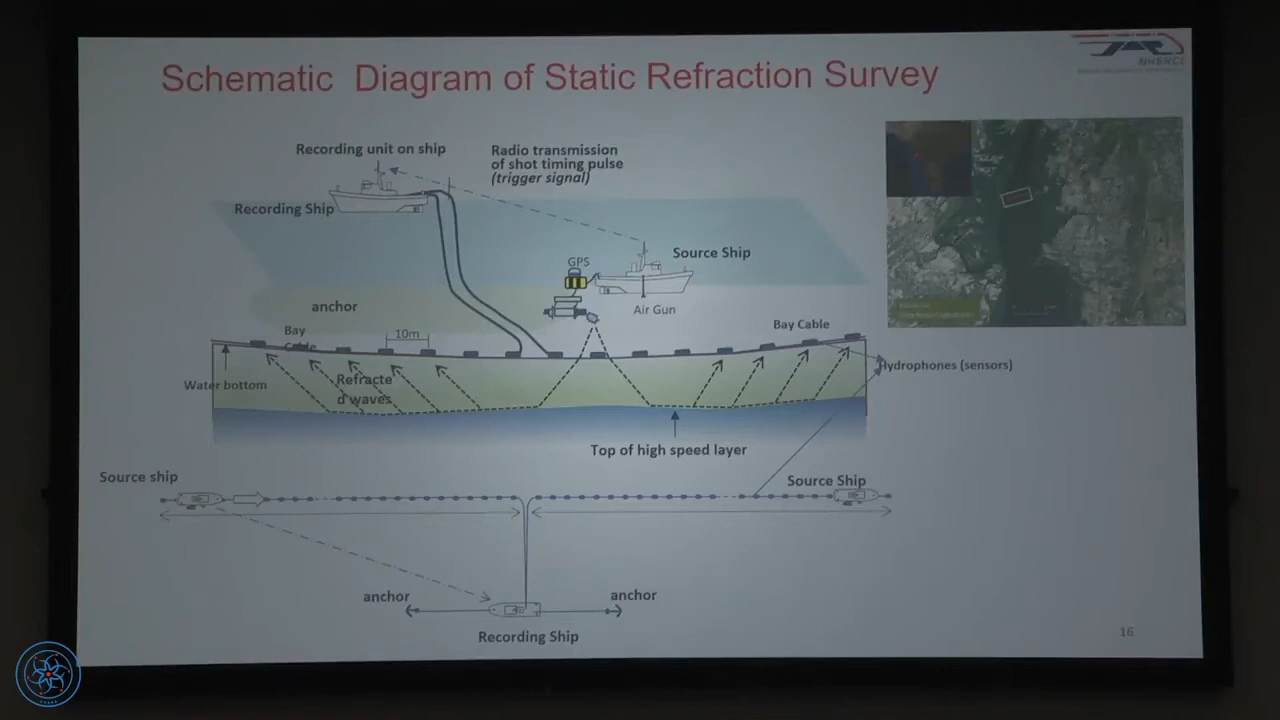 Schematic Diagram of Static Refraction Survey
NHSRCL
Recording unit on ship
Radio transmission
of shot timing pulse
(trigger signal)
Recording Ship
Source Ship
GPS
Air Gun
anchor
Bay
10m
Bay Cable
Hydrophones (sensors)
Water bottom
Refracte
d waves
Top of high speed layer
Source ship
Source Ship
anchor
anchor
Recording Ship
16